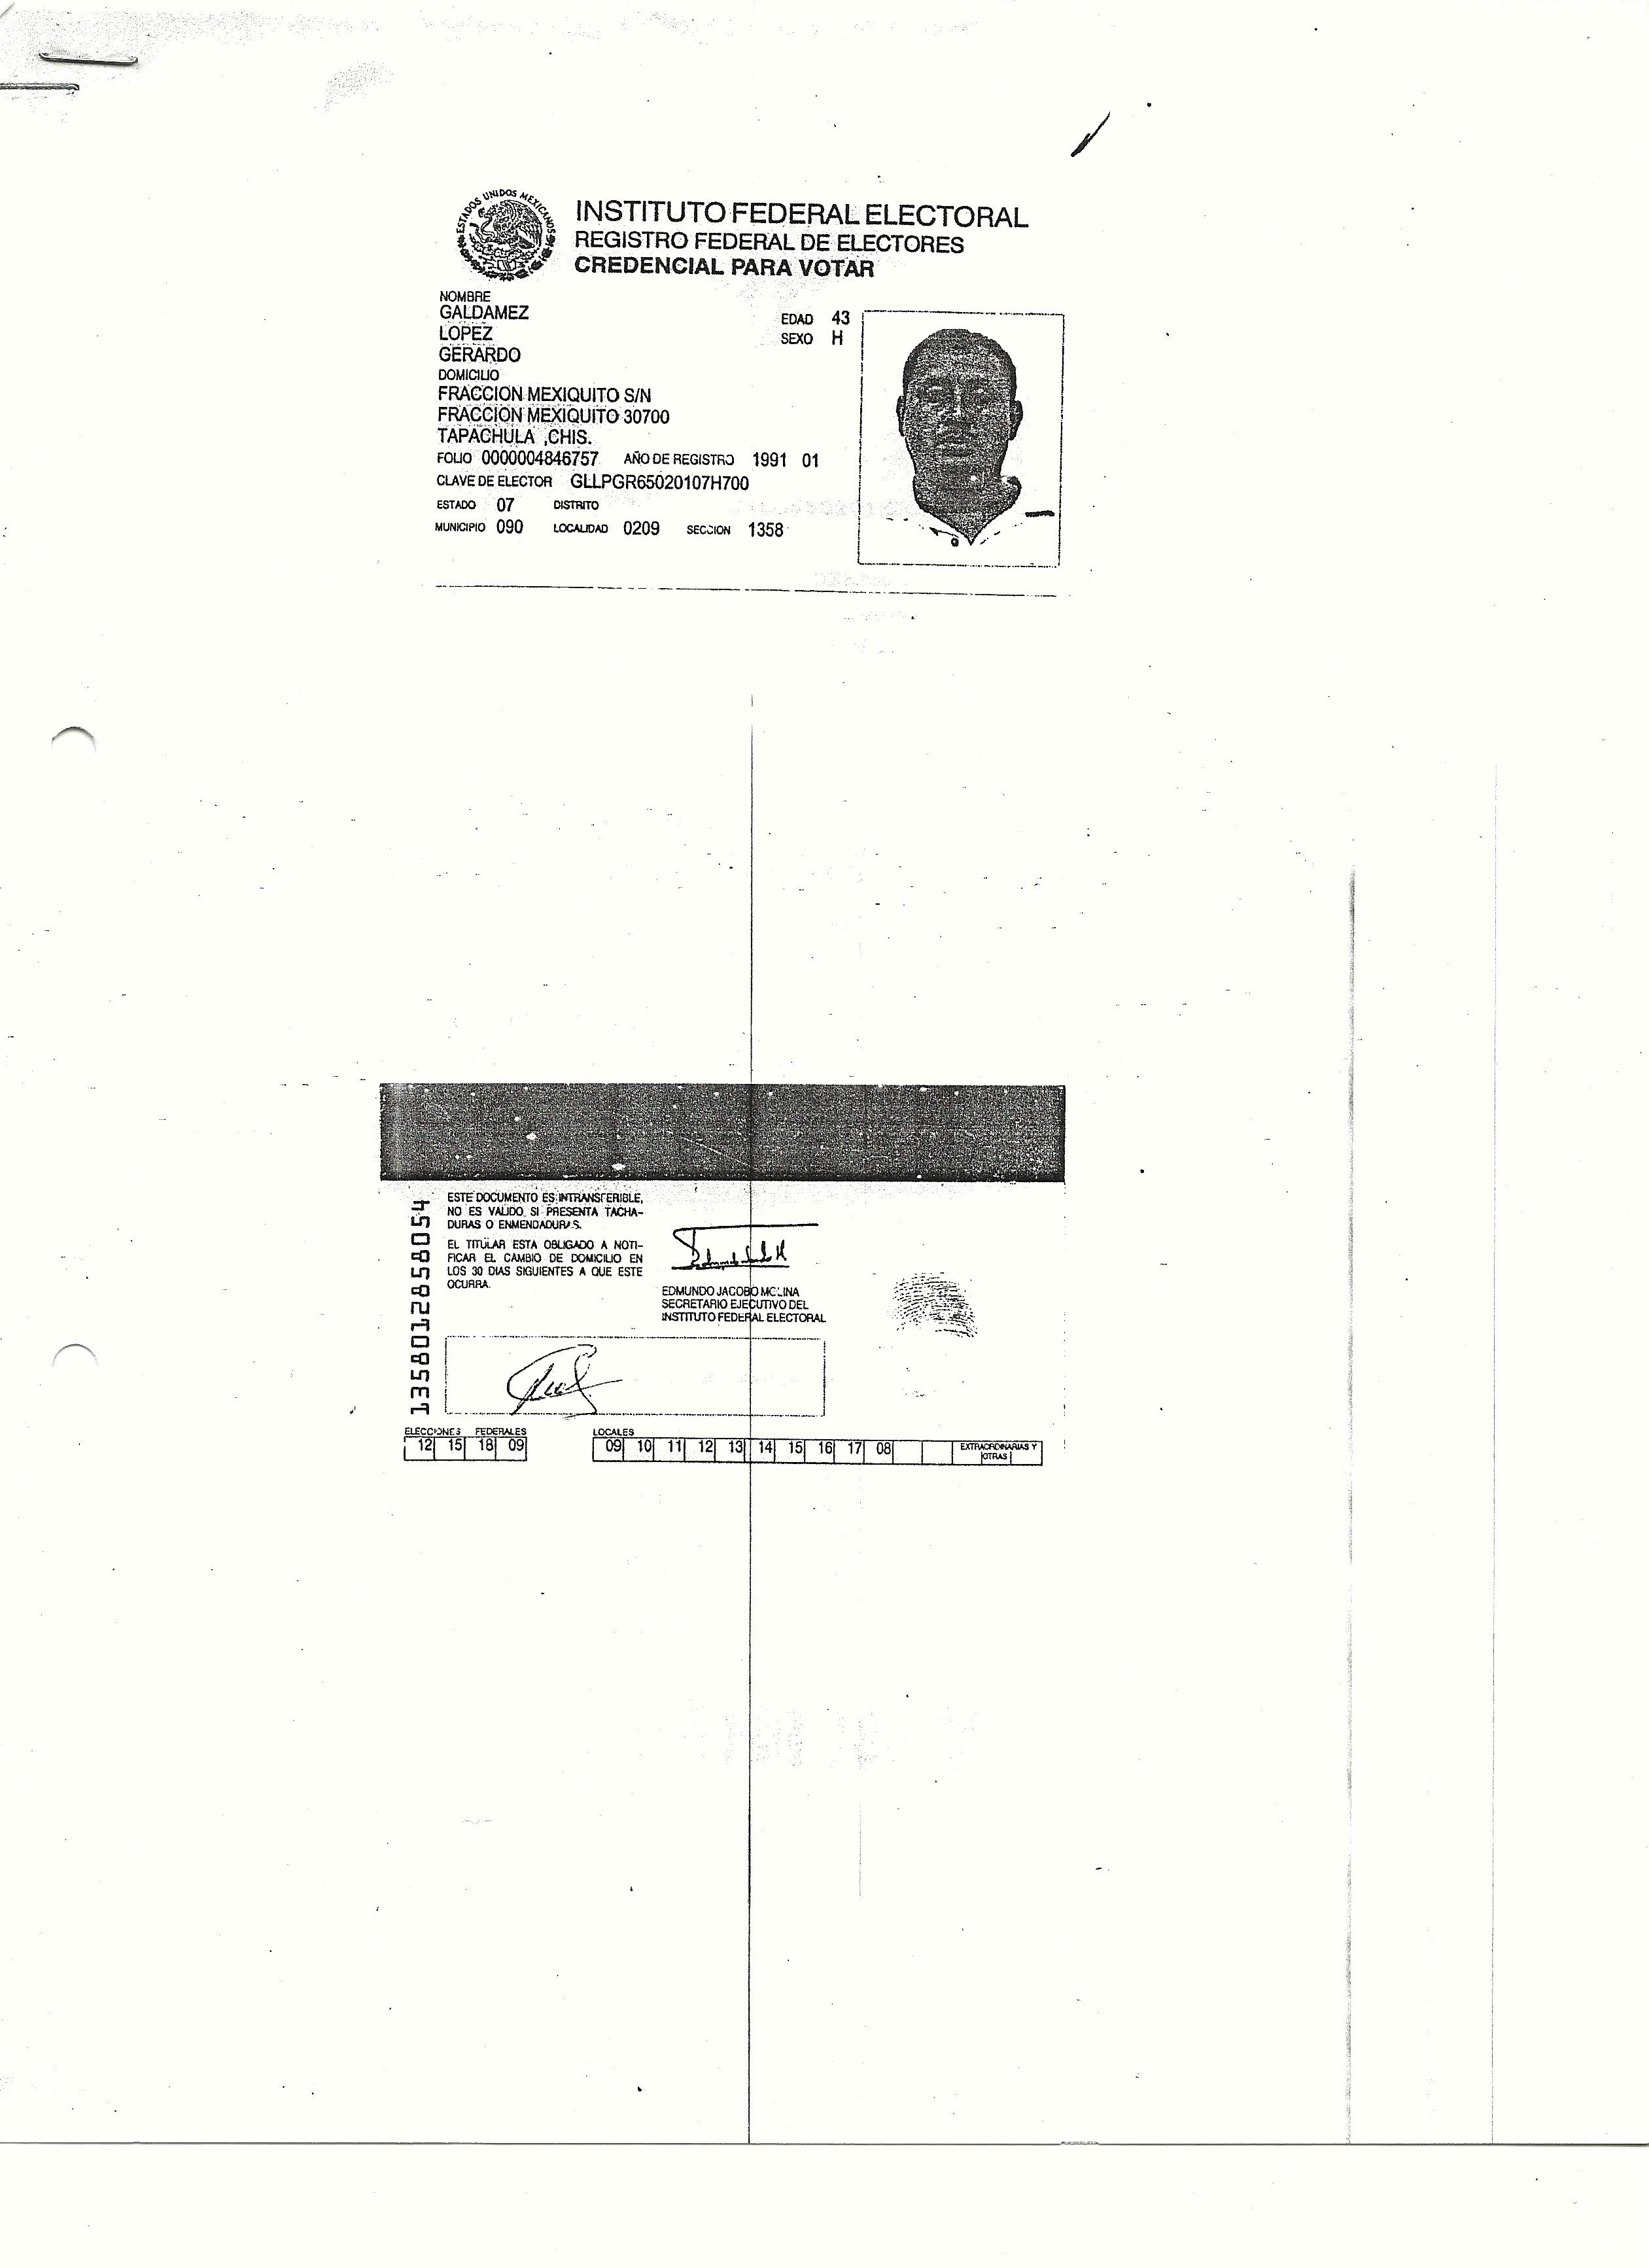 ESTADOS UNIDOS MEXICANOS
INSTITUTO FEDERAL ELECTORAL
REGISTRO FEDERAL DE ELECTORES
CREDENCIAL PARA VOTAR
NOMBRE
GALDAMEZ
LOPEZ
GERARDO
EDAD 43
SEXO H
DOMICILIO
FRACCION MEXIQUITO S/N
FRACCION MEXIQUITO 30700
TAPACHULA ,CHIS.
FOLIO 0000004846757 AÑO DE REGISTRO 1991 01
CLAVE DE ELECTOR GLLPGR65020107H700
ESTADO 07 DISTRITO
MUNICIPIO 090 LOCALIDAD 0209 SECCION 1358
1358012858054
ESTE DOCUMENTO ES INTRANSFERIBLE,
NO ES VALIDO SI PRESENTA TACHA-
DURAS O ENMENDADURAS.
EL TITULAR ESTA OBLIGADO A NOTI-
FICAR EL CAMBIO DE DOMICILIO EN
LOS 30 DIAS SIGUIENTES A QUE ESTE
OCURRA.
EDMUNDO JACOBO MOLINA
SECRETARIO EJECUTIVO DEL
INSTITUTO FEDERAL ELECTORAL
ELECCIONES FEDERALES
12 15 18 09
LOCALES
09 10 11 12 13 14 15 16 17 08
EXTRAORDINARIAS Y
OTRAS